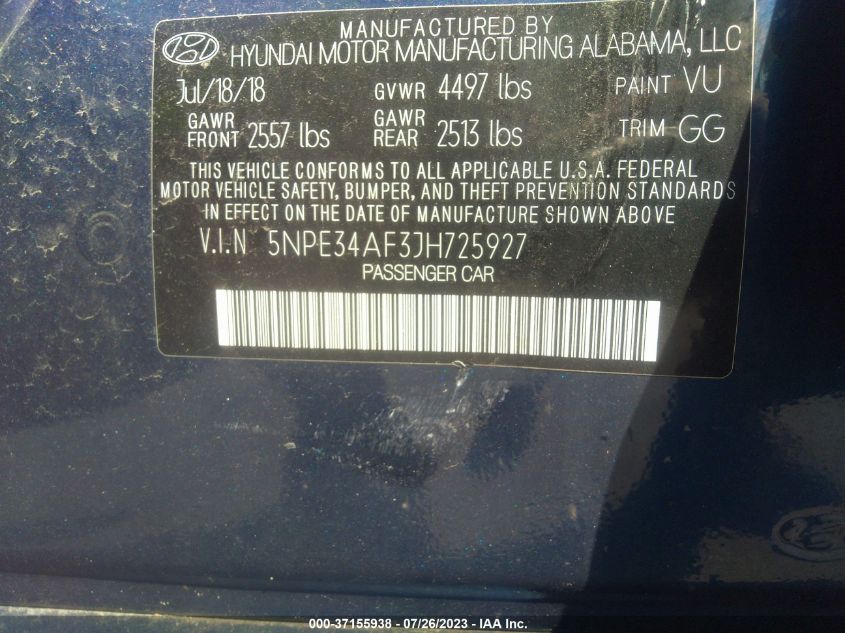 MANUFACTURED BY
HYUNDAI MOTOR MANUFACTURING ALABAMA, LLC
Jul/18/18 GVWR 4497 lbs PAINT VU
GAWR FRONT 2557 lbs GAWR REAR 2513 lbs TRIM GG
THIS VEHICLE CONFORMS TO ALL APPLICABLE U.S.A. FEDERAL
MOTOR VEHICLE SAFETY, BUMPER, AND THEFT PREVENTION STANDARDS
IN EFFECT ON THE DATE OF MANUFACTURE SHOWN ABOVE
V.I.N 5NPE34AF3JH725927
PASSENGER CAR
000-37155938 - 07/26/2023 - IAA Inc.